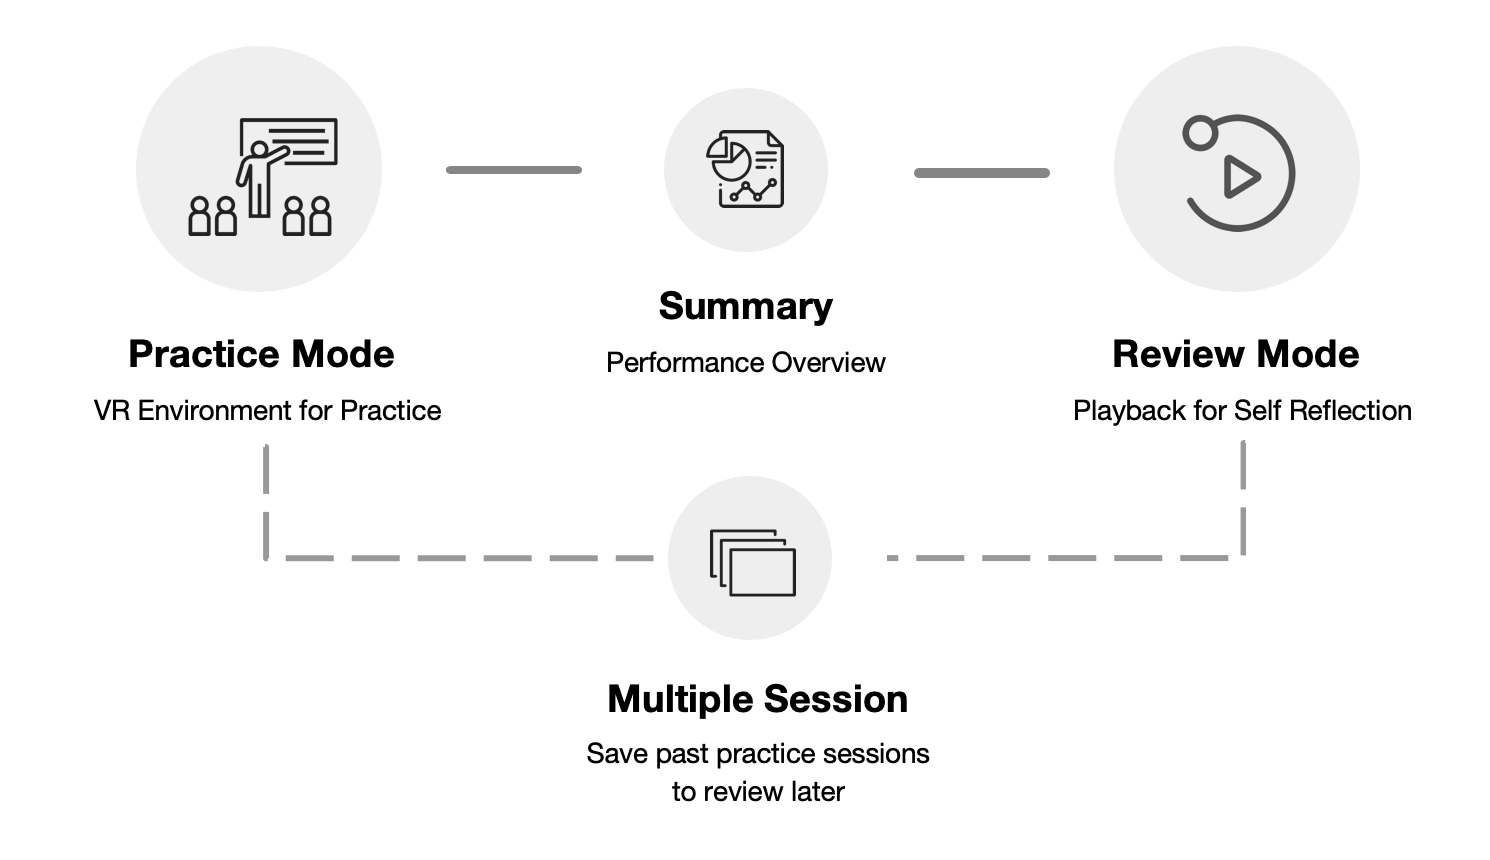 Practice Mode
VR Environment for Practice
Summary
Performance Overview
Review Mode
Playback for Self Reflection
Multiple Session
Save past practice sessions
to review later